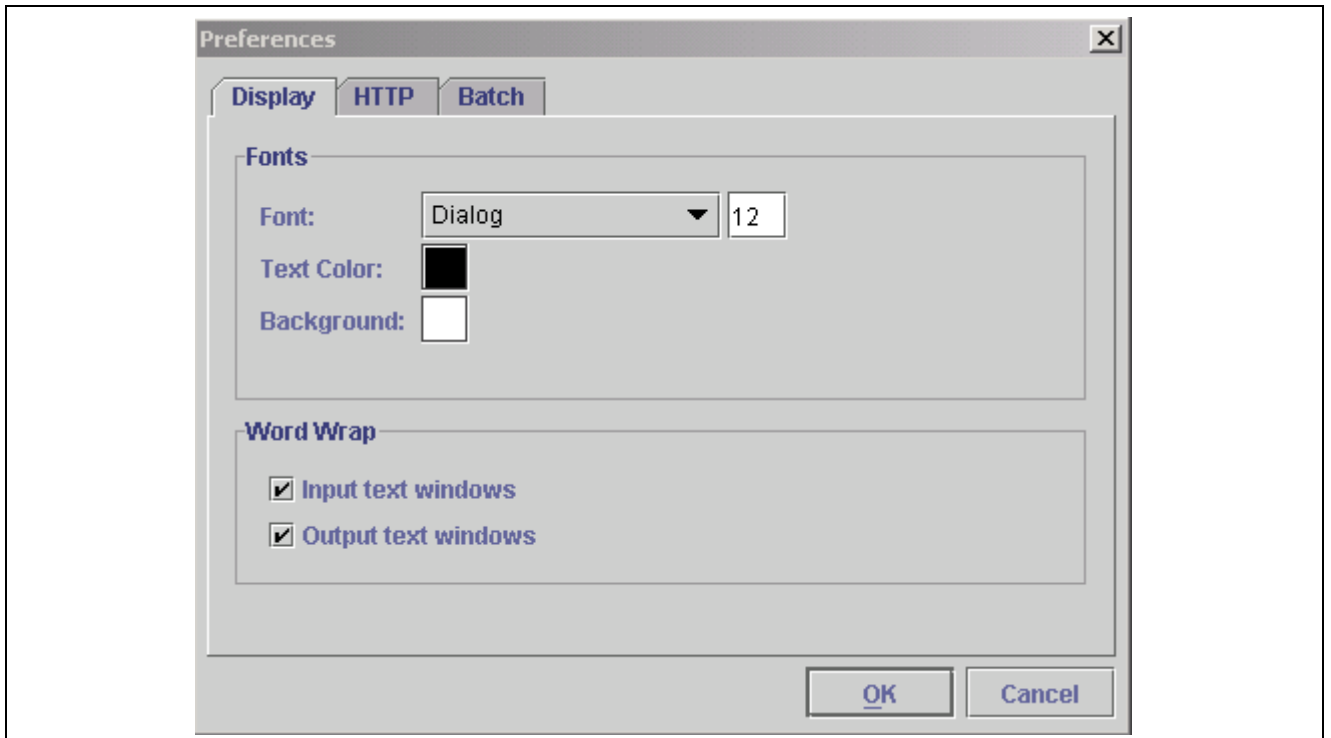 Preferences
Display HTTP Batch
Fonts
Font: Dialog 12
Text Color:
Background:
Word Wrap
Input text windows
Output text windows
OK Cancel